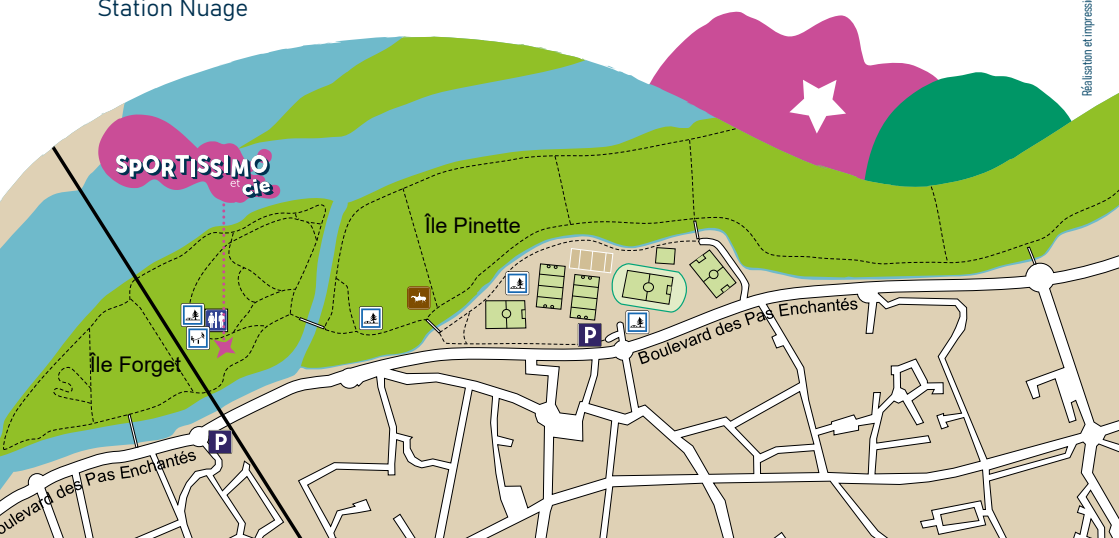 Station Nuage
Réalisation et impressi
SPORTISSIMO
et
cie
Île Pinette
Île Forget
P
Boulevard des Pas Enchantés
P
oulevard des Pas Enchantés